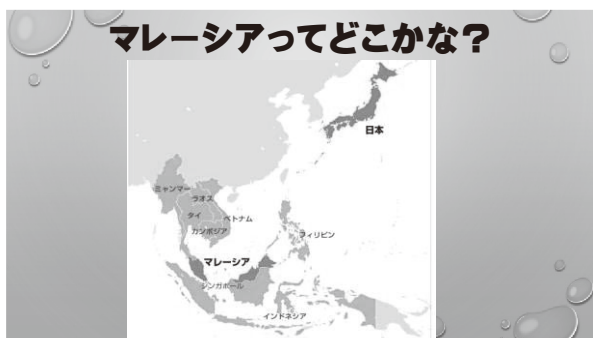 マレーシアってどこかな？
日本
ミャンマー
ラオス
タイ
ベトナム
カンボジア
フィリピン
マレーシア
シンガポール
インドネシア